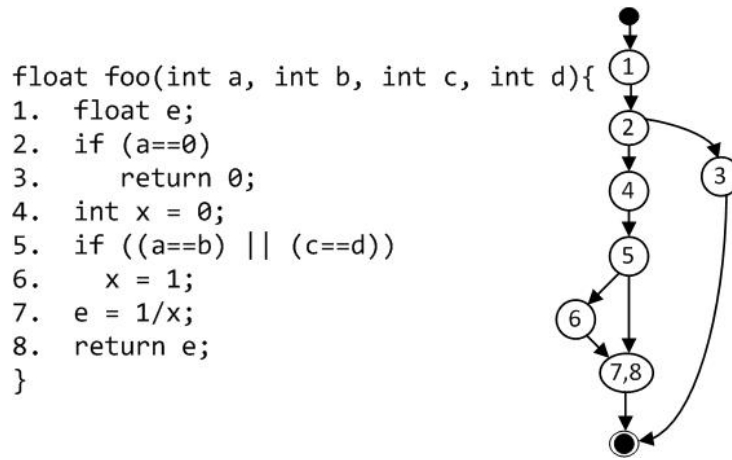 float foo(int a, int b, int c, int d){
1. float e;
2. if (a==0)
3. return 0;
4. int x = 0;
5. if ((a==b) || (c==d))
6. x = 1;
7. e = 1/x;
8. return e;
}
1
2
3
4
5
6
7,8